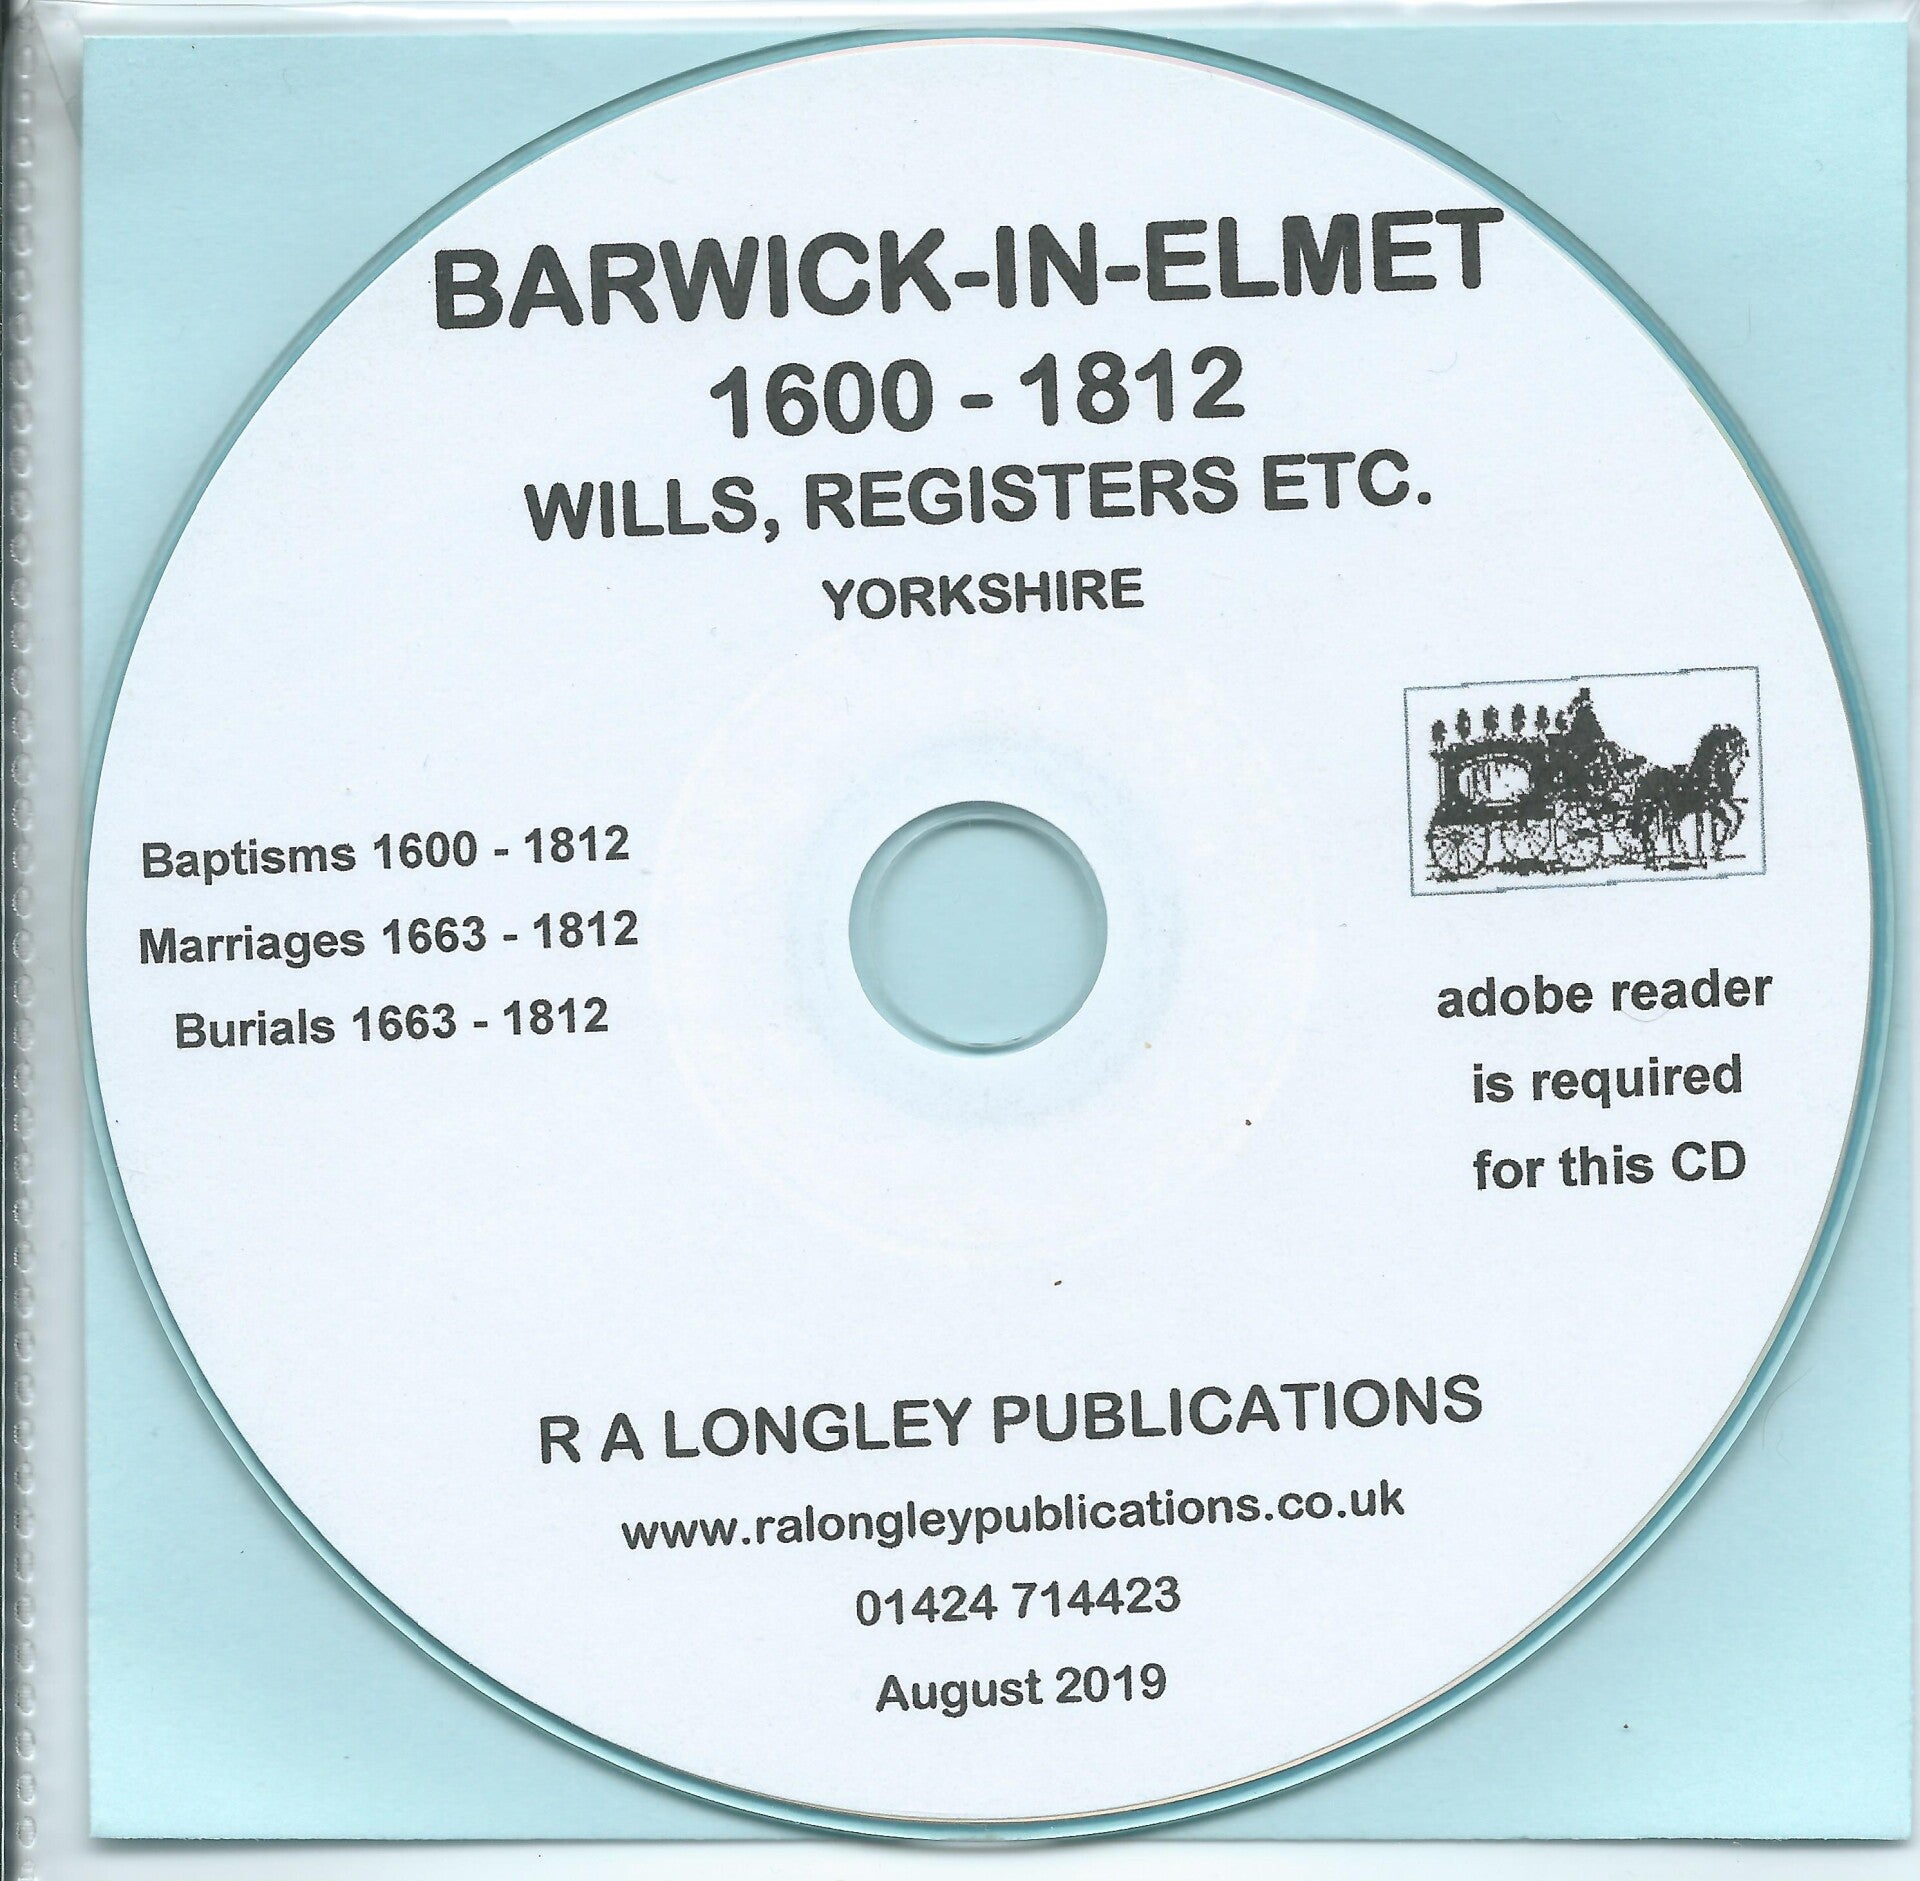 BARWICK-IN-ELMET
1600 - 1812
WILLS, REGISTERS ETC.
YORKSHIRE
Baptisms 1600 - 1812
Marriages 1663 - 1812
Burials 1663 - 1812
adobe reader
is required
for this CD
R A LONGLEY PUBLICATIONS
www.ralongleypublications.co.uk
01424 714423
August 2019